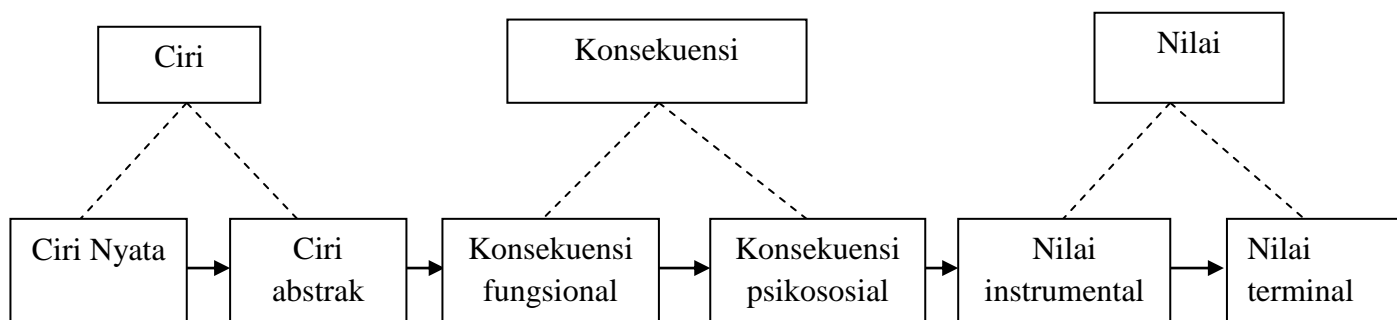 Ciri
Konsekuensi
Nilai
Ciri Nyata
Ciri
abstrak
Konsekuensi
fungsional
Konsekuensi
psikososial
Nilai
instrumental
Nilai
terminal